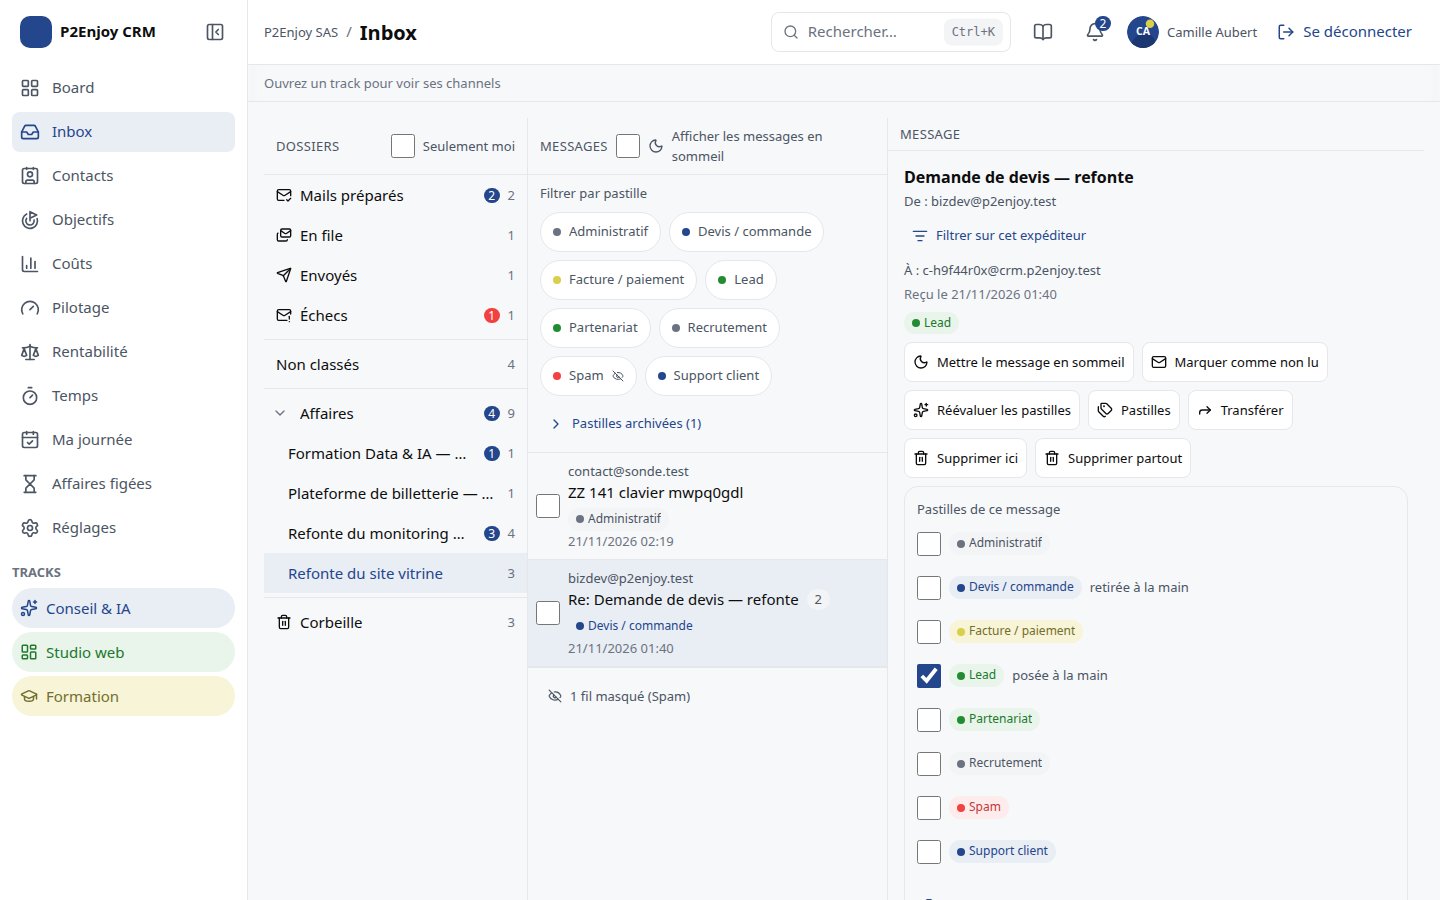 P2Enjoy CRM
Board
Inbox
Contacts
Objectifs
Coûts
Pilotage
Rentabilité
Temps
Ma journée
Affaires figées
Réglages
TRACKS
Conseil & IA
Studio web
Formation
P2Enjoy SAS / Inbox
Rechercher...
Ctrl+K
2
CA
Camille Aubert
Se déconnecter
Ouvrez un track pour voir ses channels
DOSSIERS
Seulement moi
Mails préparés 2 2
En file 1
Envoyés 1
Échecs 1 1
Non classés 4
Affaires 4 9
Formation Data & IA — ... 1 1
Plateforme de billetterie — ... 1
Refonte du monitoring ... 3 4
Refonte du site vitrine 3
Corbeille 3
MESSAGES
Afficher les messages en
sommeil
Filtrer par pastille
Administratif
Devis / commande
Facture / paiement
Lead
Partenariat
Recrutement
Spam
Support client
Pastilles archivées (1)
contact@sonde.test
ZZ 141 clavier mwpq0gdl
Administratif
21/11/2026 02:19
bizdev@p2enjoy.test
Re: Demande de devis — refonte 2
Devis / commande
21/11/2026 01:40
1 fil masqué (Spam)
MESSAGE
Demande de devis — refonte
De : bizdev@p2enjoy.test
Filtrer sur cet expéditeur
À : c-h9f44r0x@crm.p2enjoy.test
Reçu le 21/11/2026 01:40
Lead
Mettre le message en sommeil
Marquer comme non lu
Réévaluer les pastilles
Pastilles
Transférer
Supprimer ici
Supprimer partout
Pastilles de ce message
Administratif
Devis / commande retirée à la main
Facture / paiement
Lead posée à la main
Partenariat
Recrutement
Spam
Support client